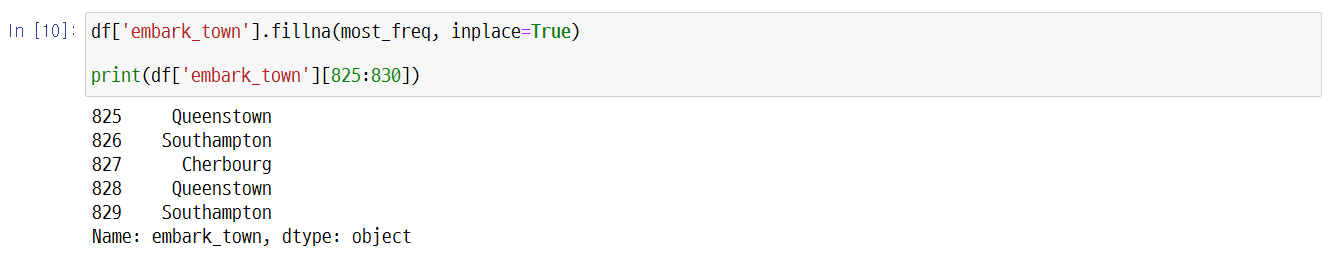 In [10]: df['embark_town'].fillna(most_freq, inplace=True)
print(df['embark_town'][825:830])
825 Queenstown
826 Southampton
827 Cherbourg
828 Queenstown
829 Southampton
Name: embark_town, dtype: object